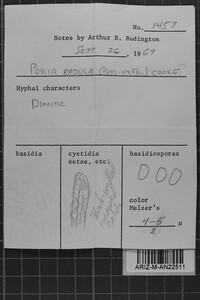 No. 1457
Notes by Arthur B. Budington
SEPT. 26, 1969
PORIA RADULA (PERS. EX FR.) COOKE
Hyphal characters
DIMITIC
basidia
cystidia
setae, etc.
basidiospores
color
Melzer's
4-5 µ
ARIZ-M-AN22511